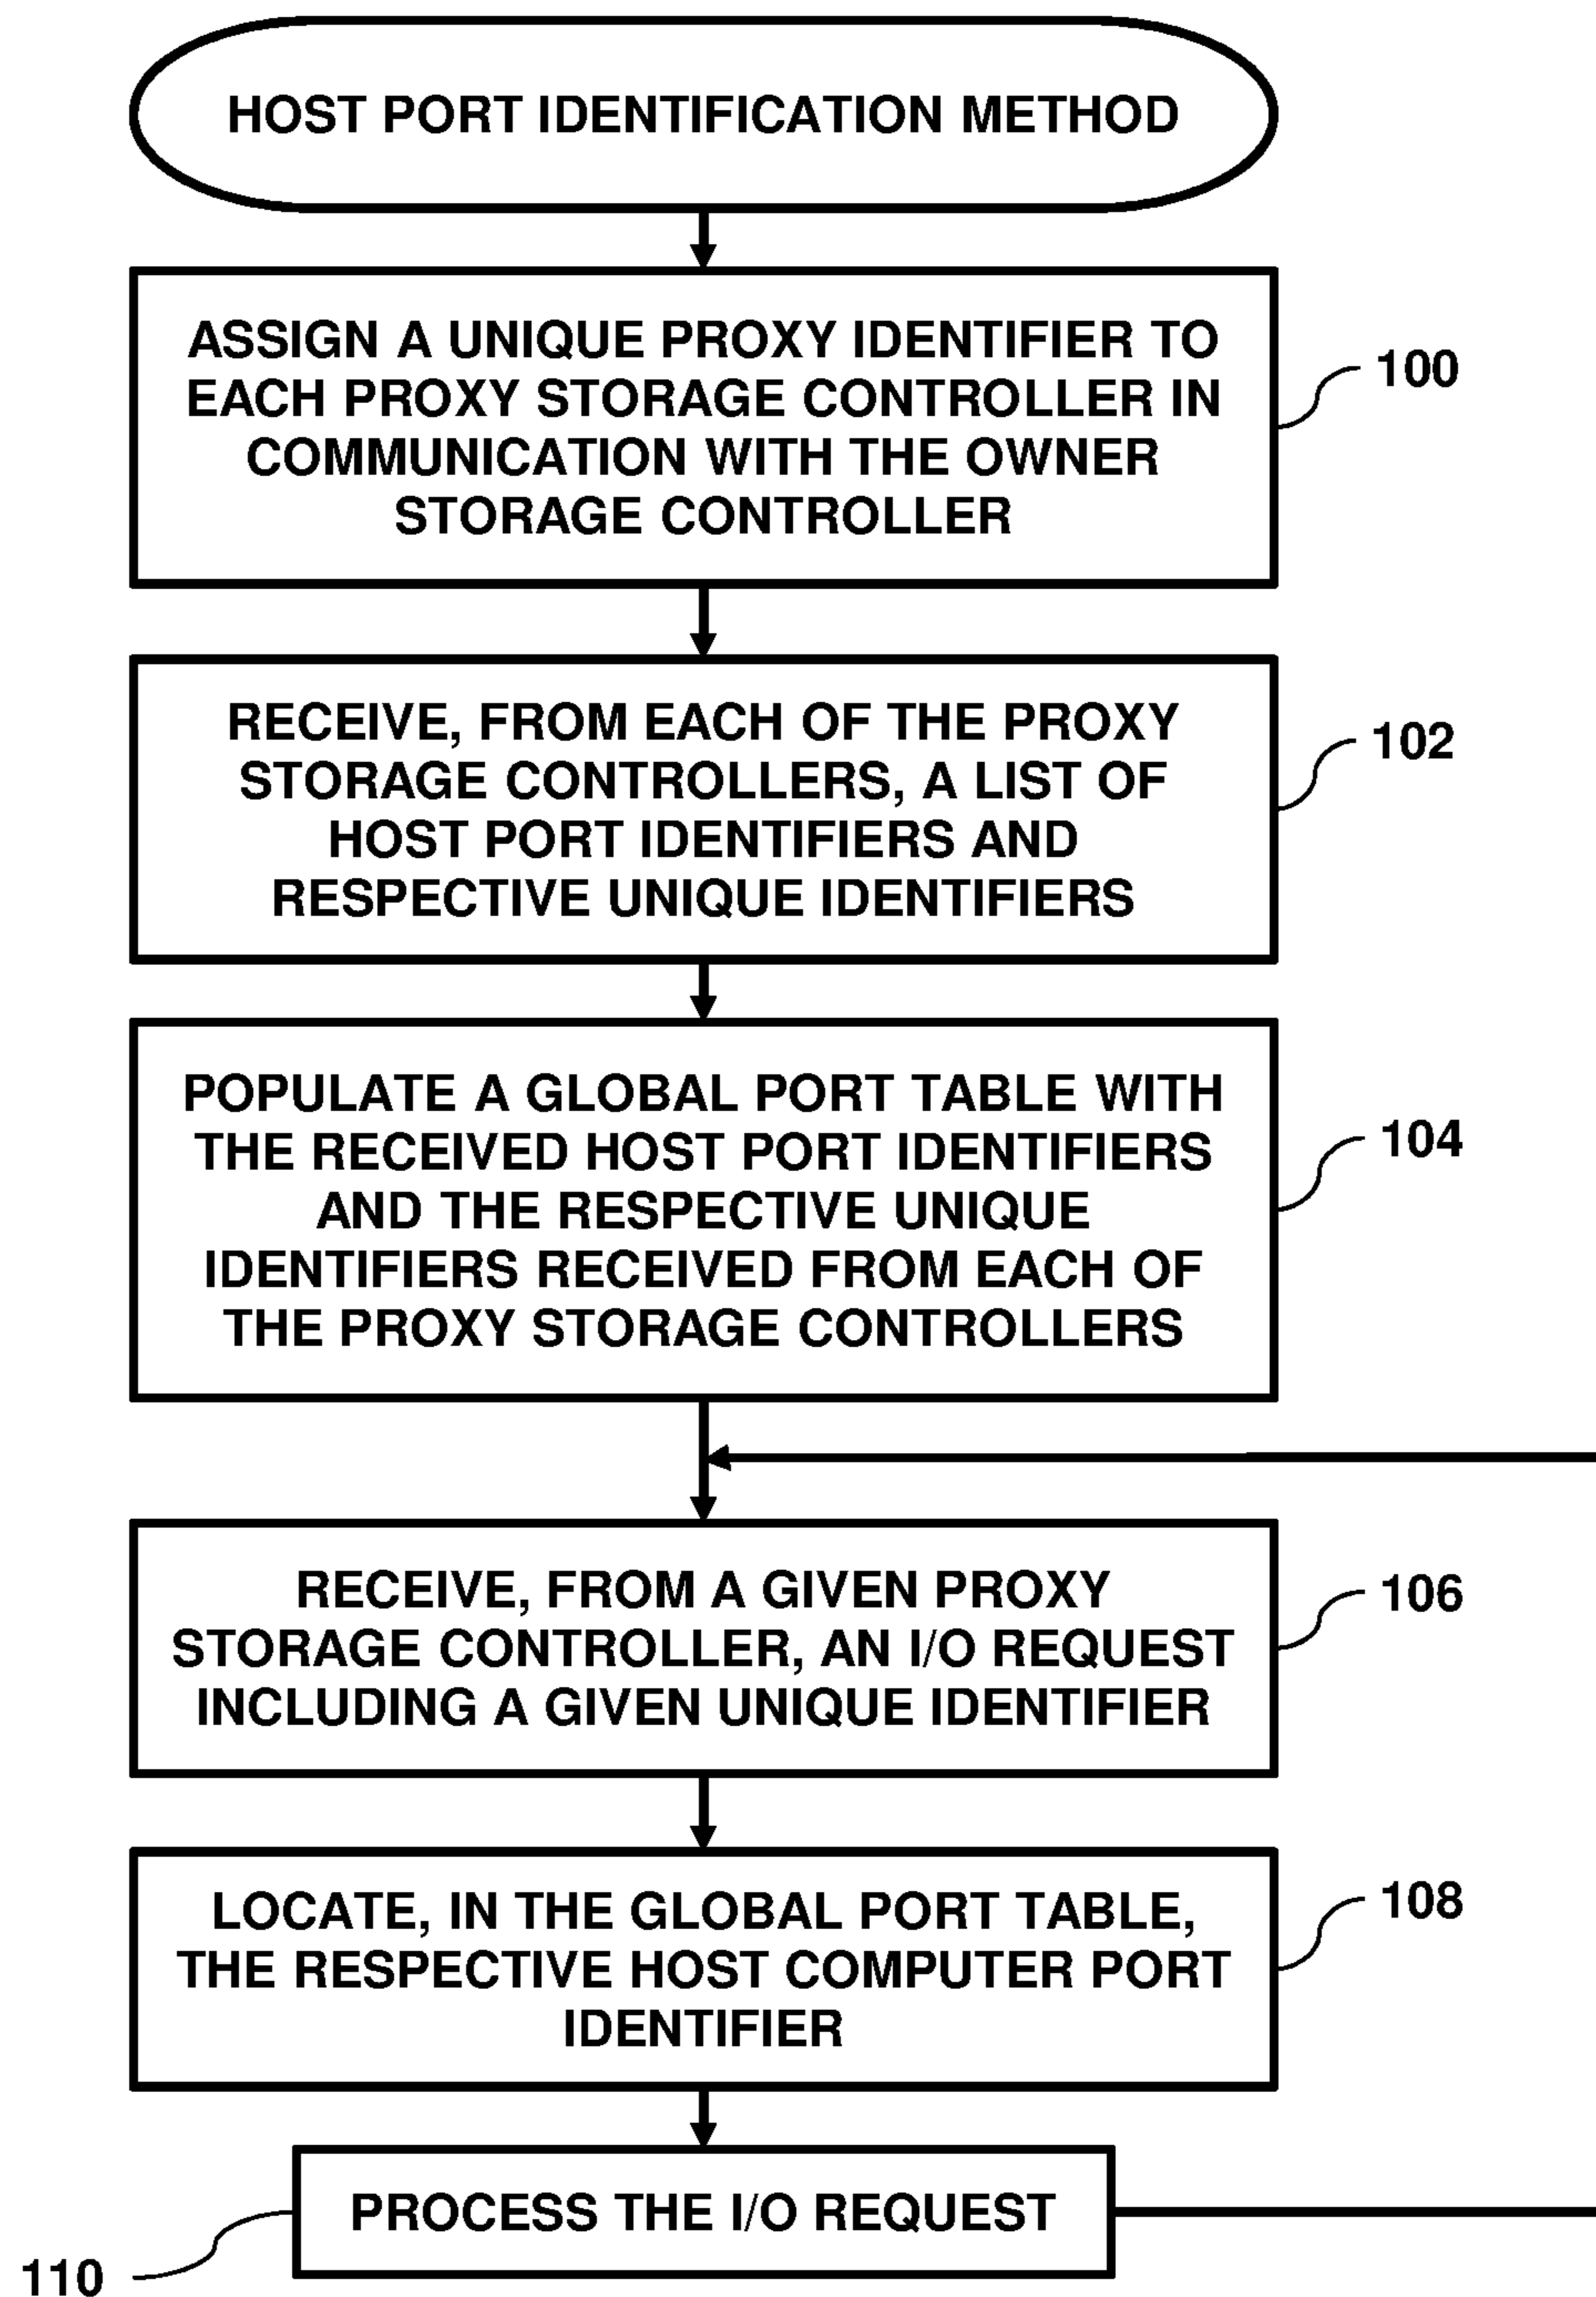 HOST PORT IDENTIFICATION METHOD
ASSIGN A UNIQUE PROXY IDENTIFIER TO
EACH PROXY STORAGE CONTROLLER IN
COMMUNICATION WITH THE OWNER
STORAGE CONTROLLER
100
RECEIVE, FROM EACH OF THE PROXY
STORAGE CONTROLLERS, A LIST OF
HOST PORT IDENTIFIERS AND
RESPECTIVE UNIQUE IDENTIFIERS
102
POPULATE A GLOBAL PORT TABLE WITH
THE RECEIVED HOST PORT IDENTIFIERS
AND THE RESPECTIVE UNIQUE
IDENTIFIERS RECEIVED FROM EACH OF
THE PROXY STORAGE CONTROLLERS
104
RECEIVE, FROM A GIVEN PROXY
STORAGE CONTROLLER, AN I/O REQUEST
INCLUDING A GIVEN UNIQUE IDENTIFIER
106
LOCATE, IN THE GLOBAL PORT TABLE,
THE RESPECTIVE HOST COMPUTER PORT
IDENTIFIER
108
PROCESS THE I/O REQUEST
110